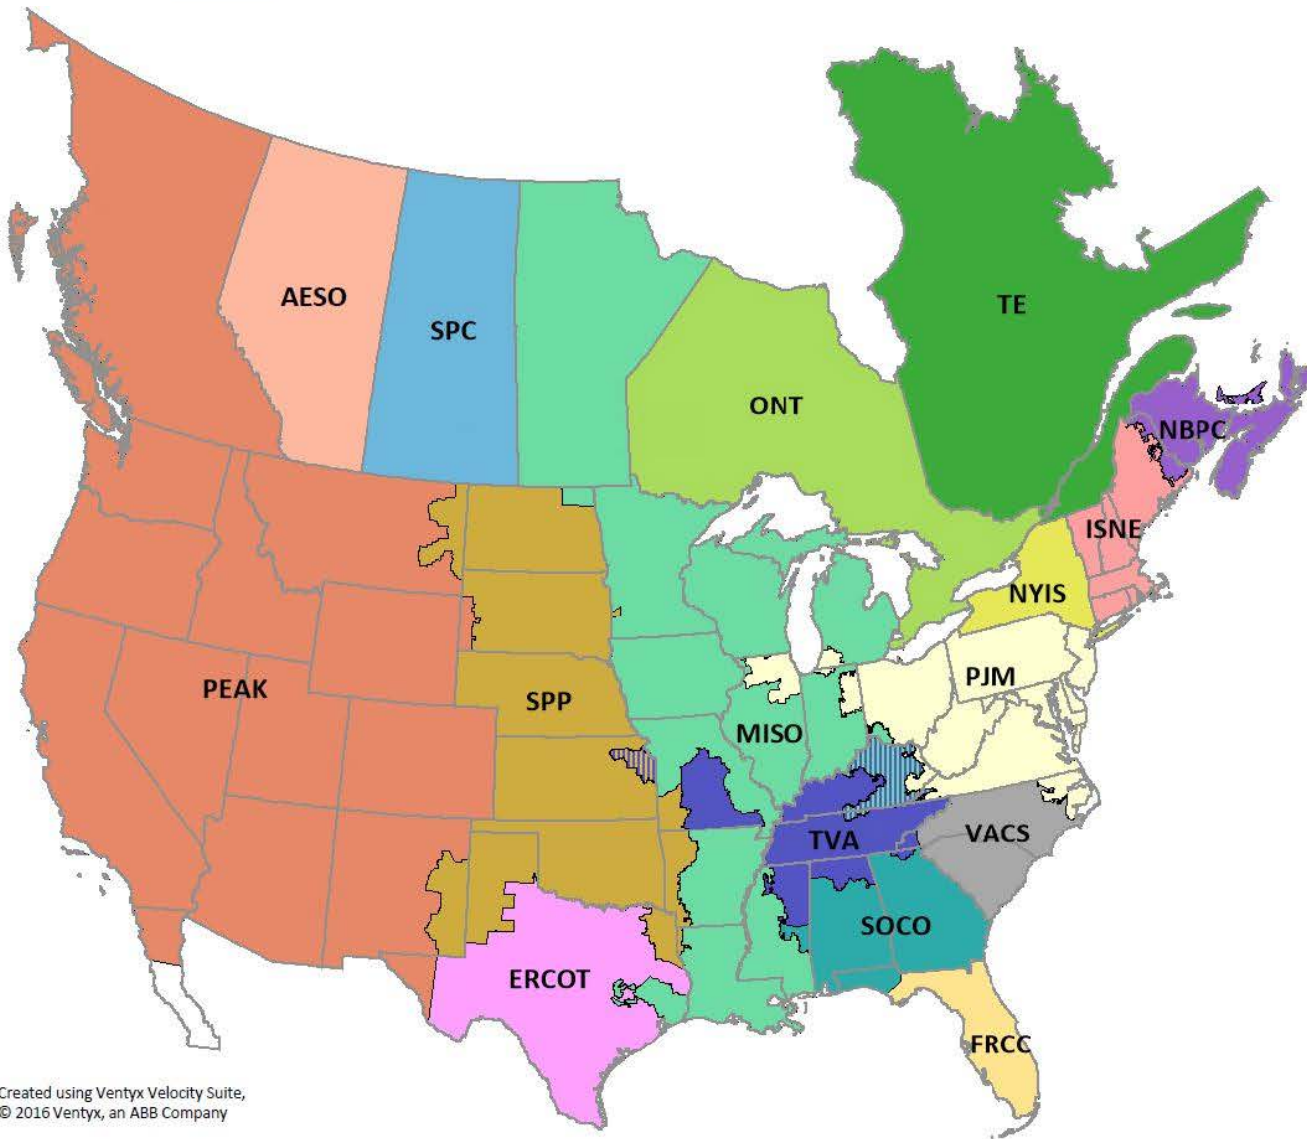 AESO
SPC
TE
ONT
NBPC
ISNE
NYIS
PEAK
SPP
MISO
PJM
TVA
VACS
SOCO
ERCOT
FRCC
Created using Ventyx Velocity Suite,
© 2016 Ventyx, an ABB Company